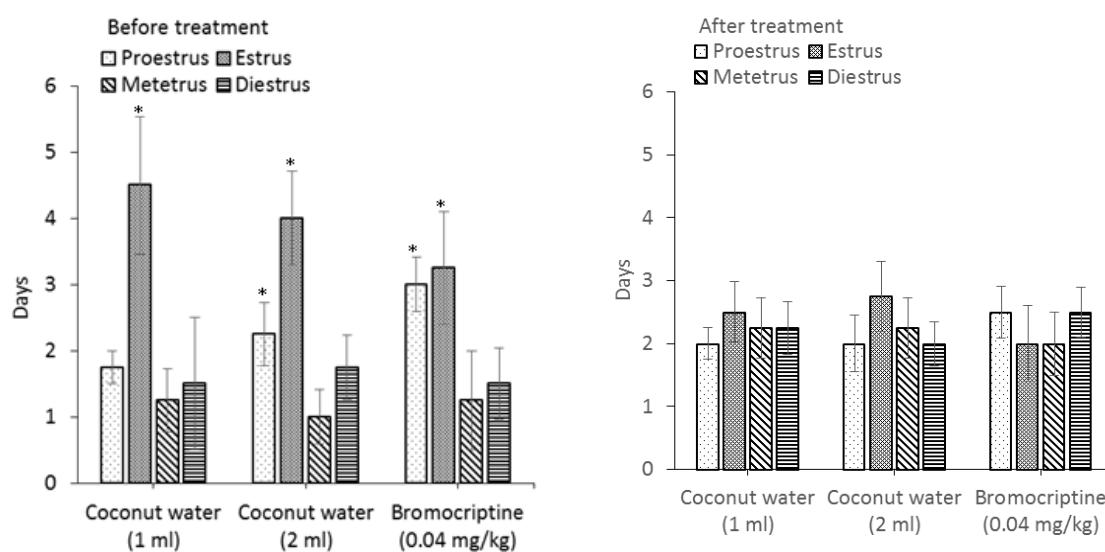 Before treatment
Proestrus Estrus
Metetrus Diestrus
6
5
4
3
2
1
0
Days
*
*
*
*
*
Coconut water Coconut water Bromocriptine
(1 ml) (2 ml) (0.04 mg/kg)
After treatment
Proestrus Estrus
Metetrus Diestrus
6
5
4
3
2
1
0
Days
Coconut water Coconut water Bromocriptine
(1 ml) (2 ml) (0.04 mg/kg)